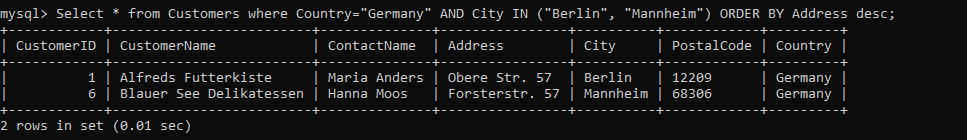 mysql> Select * from Customers where Country="Germany" AND City IN ("Berlin", "Mannheim") ORDER BY Address desc;
+------------+-------------------------+--------------+------------------+----------+------------+---------+
| CustomerID | CustomerName            | ContactName  | Address          | City     | PostalCode | Country |
+------------+-------------------------+--------------+------------------+----------+------------+---------+
|          1 | Alfreds Futterkiste     | Maria Anders | Obere Str. 57    | Berlin   | 12209      | Germany |
|          6 | Blauer See Delikatessen | Hanna Moos   | Forsterstr. 57   | Mannheim | 68306      | Germany |
+------------+-------------------------+--------------+------------------+----------+------------+---------+
2 rows in set (0.01 sec)